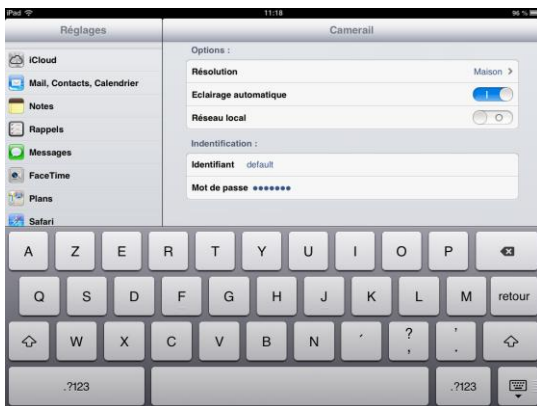 iPad 11:18 96 %
Réglages Camerail
iCloud
Mail, Contacts, Calendrier
Notes
Rappels
Messages
FaceTime
Plans
Safari
Options :
Résolution Maison >
Eclairage automatique
Réseau local
Indentification :
Identifiant default
Mot de passe •••••••
A Z E R T Y U I O P
Q S D F G H J K L M retour
W X C V B N ´ ? , ' .
.?123 .?123